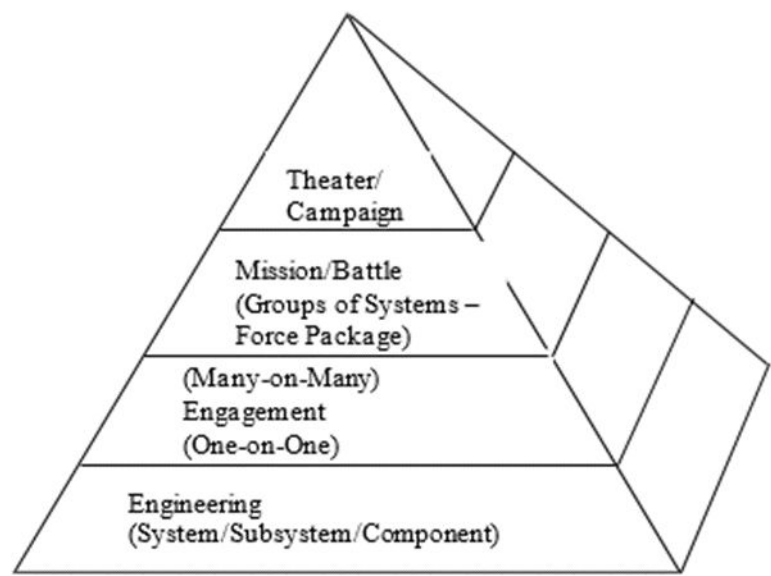 Theater/
Campaign
Mission/Battle
(Groups of Systems –
Force Package)
(Many-on-Many)
Engagement
(One-on-One)
Engineering
(System/Subsystem/Component)